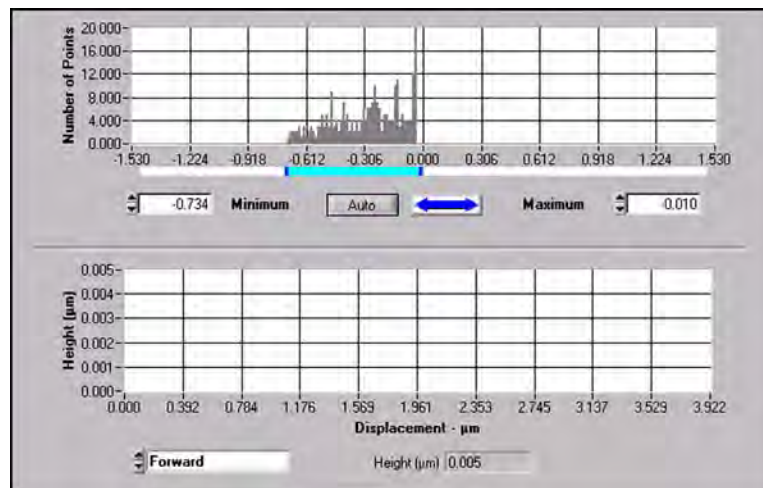 Number of Points
20.000
16.000
12.000
8.000
4.000
0.000
-1.530 -1.224 -0.918 -0.612 -0.306 0.000 0.306 0.612 0.918 1.224 1.530
-0.734 Minimum Auto Maximum -0.010
Height (µm)
0.005
0.004
0.003
0.002
0.001
0.000
0.000 0.392 0.784 1.176 1.569 1.961 2.353 2.745 3.137 3.529 3.922
Displacement - µm
Forward Height (µm) 0.005